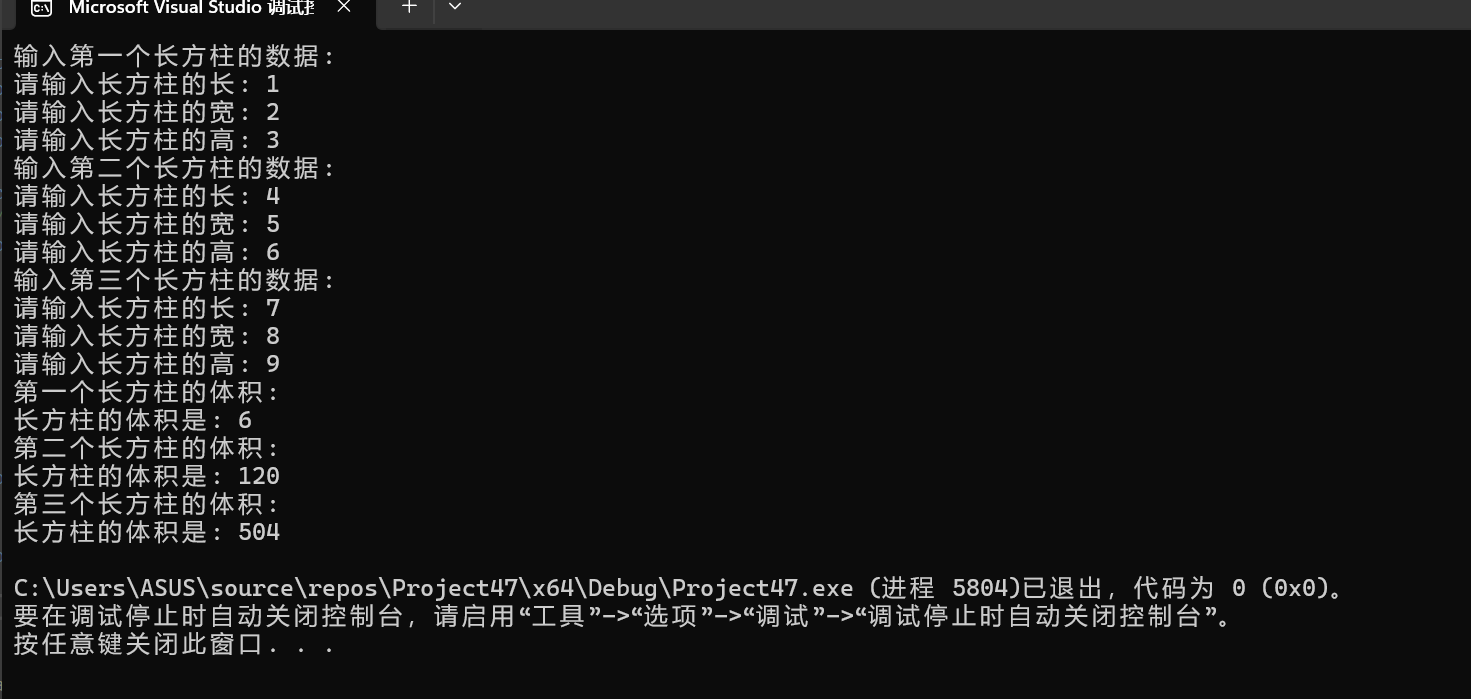 Microsoft Visual Studio 调试控
输入第一个长方柱的数据:
请输入长方柱的长: 1
请输入长方柱的宽: 2
请输入长方柱的高: 3
输入第二个长方柱的数据:
请输入长方柱的长: 4
请输入长方柱的宽: 5
请输入长方柱的高: 6
输入第三个长方柱的数据:
请输入长方柱的长: 7
请输入长方柱的宽: 8
请输入长方柱的高: 9
第一个长方柱的体积:
长方柱的体积是: 6
第二个长方柱的体积:
长方柱的体积是: 120
第三个长方柱的体积:
长方柱的体积是: 504
C:\Users\ASUS\source\repos\Project47\x64\Debug\Project47.exe (进程 5804)已退出，代码为 0 (0x0)。
要在调试停止时自动关闭控制台，请启用“工具”->“选项”->“调试”->“调试停止时自动关闭控制台”。
按任意键关闭此窗口. . .